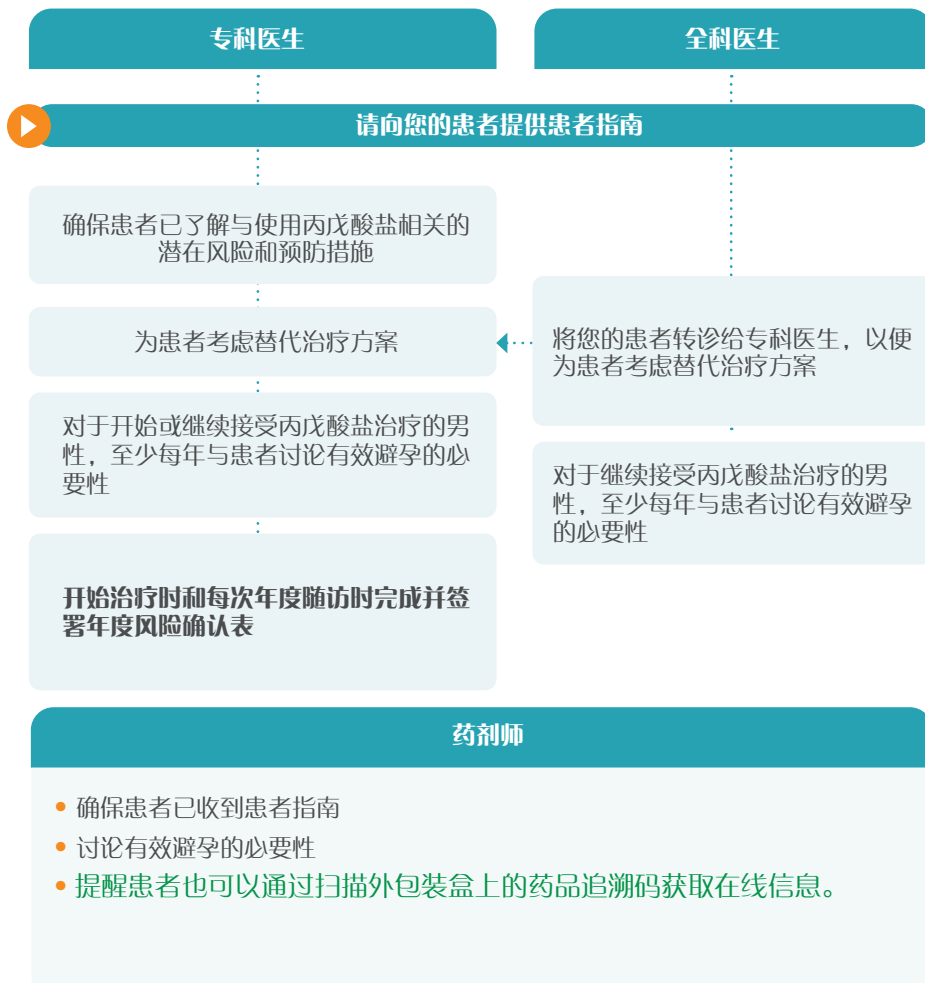 专科医生
全科医生
请向您的患者提供患者指南
确保患者已了解与使用丙戊酸盐相关的
潜在风险和预防措施
为患者考虑替代治疗方案
对于开始或继续接受丙戊酸盐治疗的男
性，至少每年与患者讨论有效避孕的必
要性
开始治疗时和每次年度随访时完成并签
署年度风险确认表
将您的患者转诊给专科医生，以便
为患者考虑替代治疗方案
对于继续接受丙戊酸盐治疗的男
性，至少每年与患者讨论有效避孕
的必要性
药剂师
• 确保患者已收到患者指南
• 讨论有效避孕的必要性
• 提醒患者也可以通过扫描外包装盒上的药品追溯码获取在线信息。